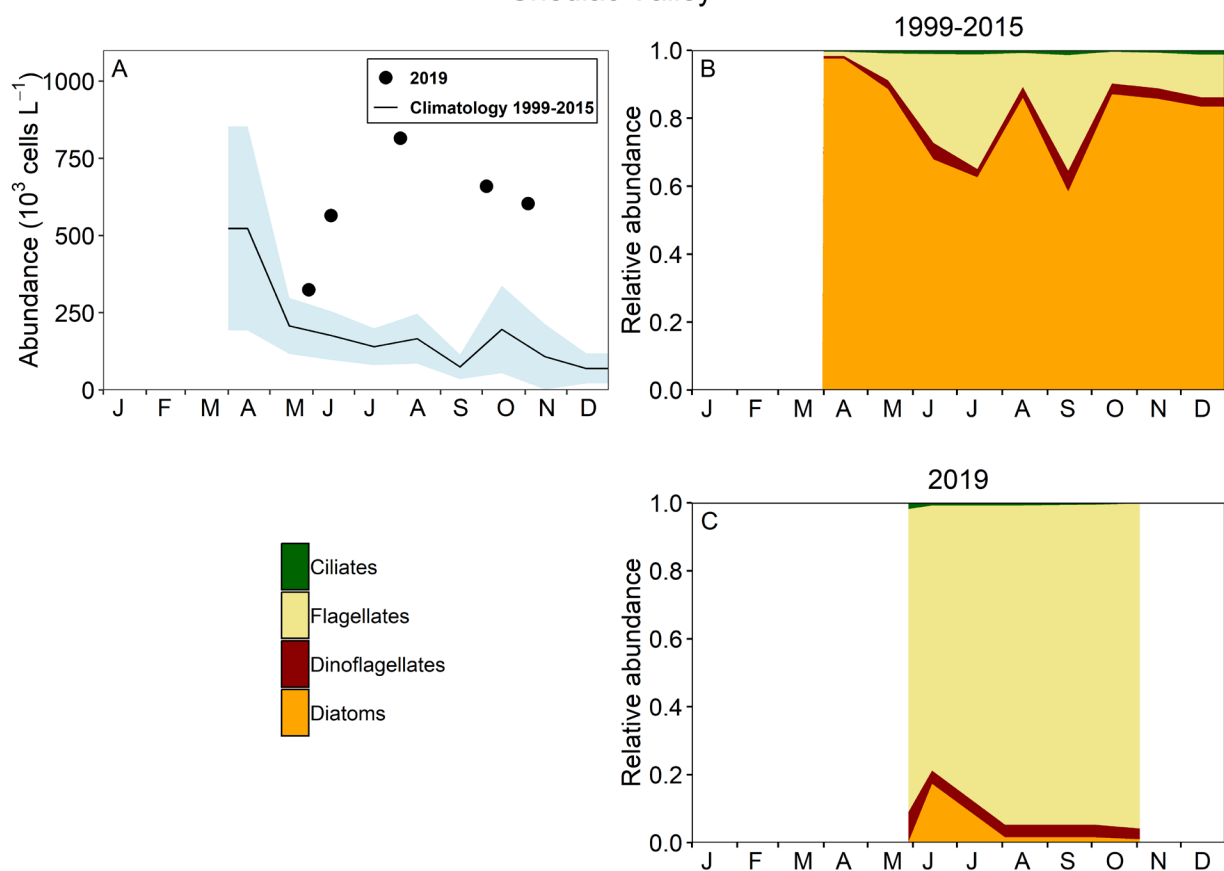 1999-2015
A
2019
Climatology 1999-2015
Abundance (10³ cells L⁻¹)
1000
750
500
250
0
J F M A M J J A S O N D
B
Relative abundance
1.0
0.8
0.6
0.4
0.2
0.0
J F M A M J J A S O N D
2019
C
Relative abundance
1.0
0.8
0.6
0.4
0.2
0.0
J F M A M J J A S O N D
Ciliates
Flagellates
Dinoflagellates
Diatoms